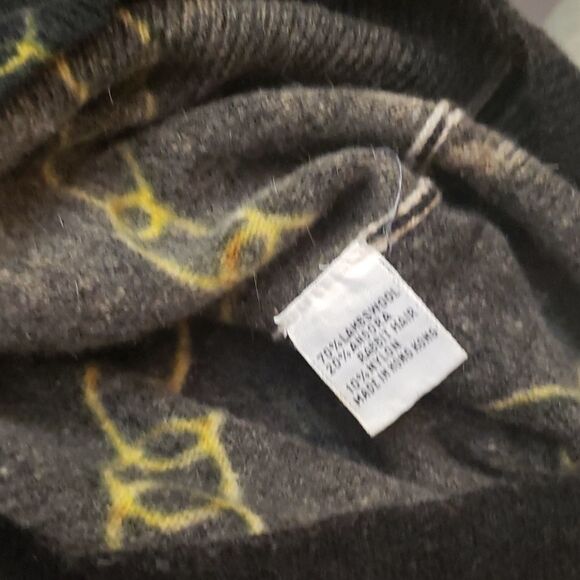 70% LAMBSWOOL
20% ANGORA
RABBIT HAIR
10% NYLON
MADE IN HONG KONG